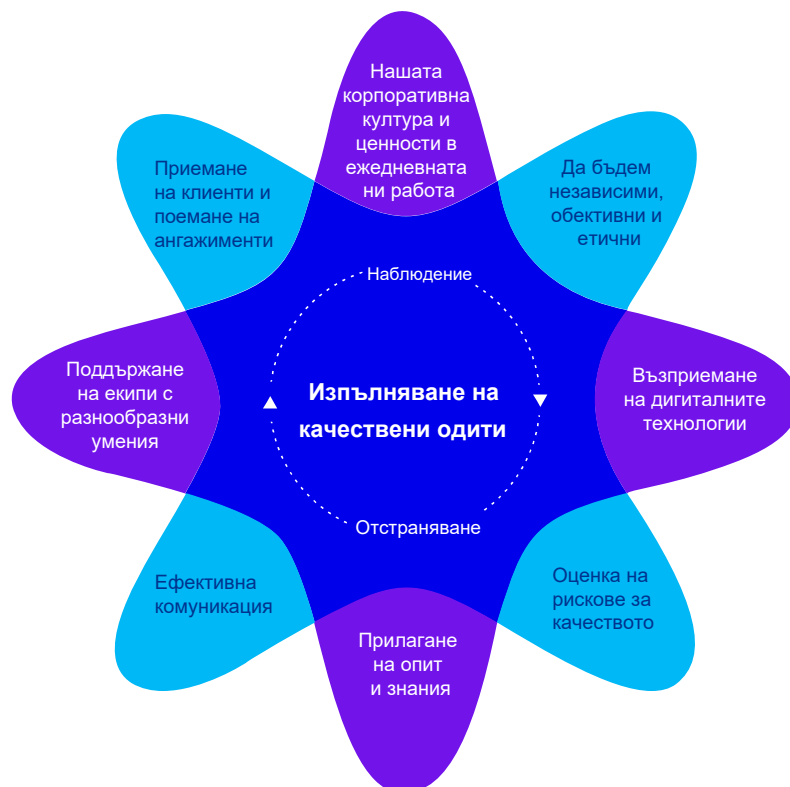 Нашата
корпоративна
култура и
ценности в
ежедневната
ни работа
Приемане
на клиенти и
поемане на
ангажименти
Да бъдем
независими,
обективни и
етични
Наблюдение
Поддържане
на екипи с
разнообразни
умения
Изпълняване на
качествени одити
Възприемане
на дигиталните
технологии
Отстраняване
Ефективна
комуникация
Оценка на
рискове за
качеството
Прилагане
на опит
и знания